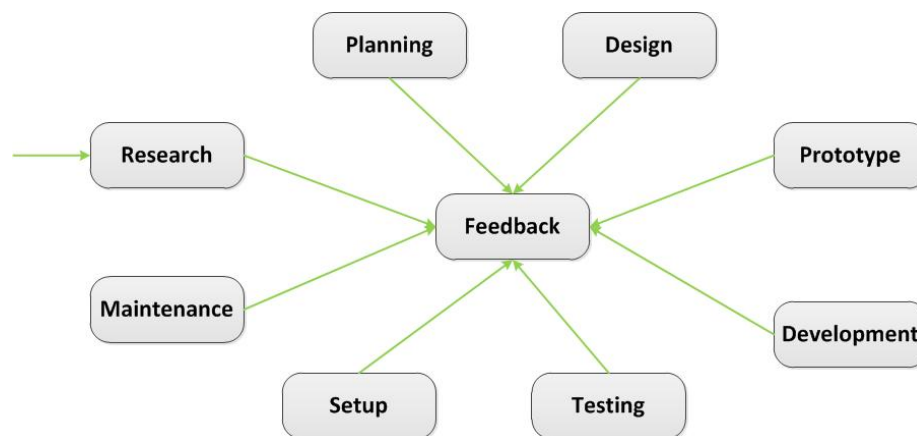 Planning
Design
Research
Prototype
Feedback
Maintenance
Development
Setup
Testing